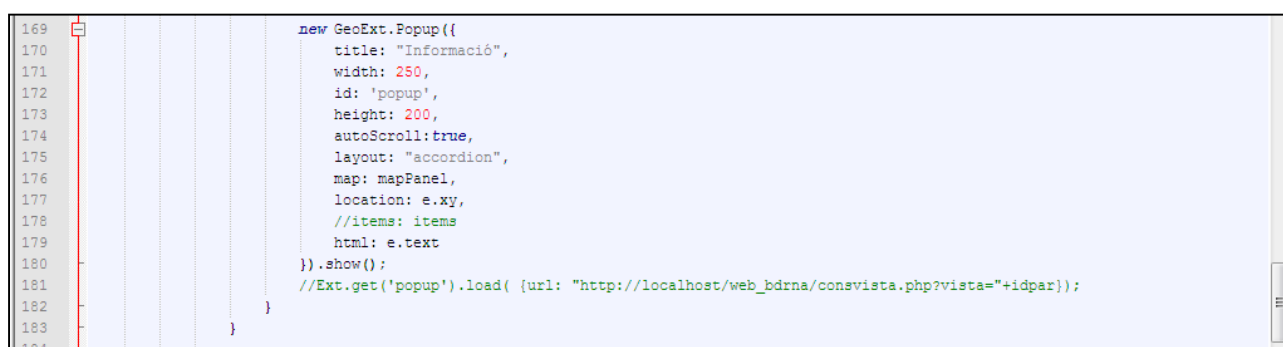 169 new GeoExt.Popup({
170 title: "Informació",
171 width: 250,
172 id: 'popup',
173 height: 200,
174 autoScroll:true,
175 layout: "accordion",
176 map: mapPanel,
177 location: e.xy,
178 //items: items
179 html: e.text
180 }).show();
181 //Ext.get('popup').load( {url: "http://localhost/web_bdrna/consvista.php?vista="+idpar});
182 }
183 }